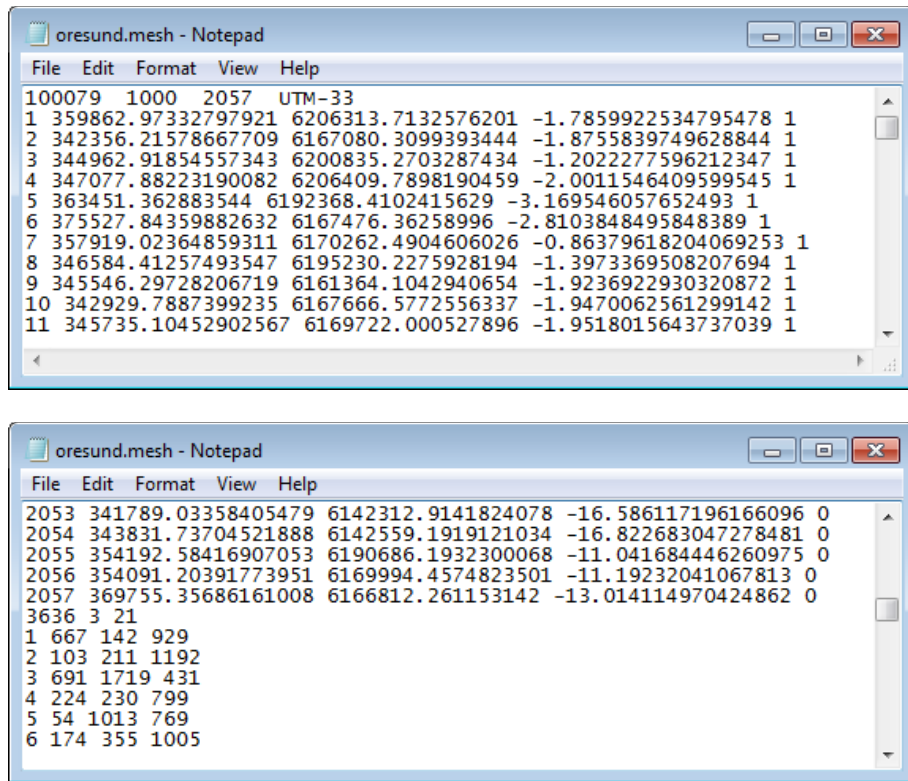 oresund.mesh - Notepad
File Edit Format View Help
100079 1000 2057 UTM-33
1 359862.97332797921 6206313.7132576201 -1.7859922534795478 1
2 342356.21578667709 6167080.3099393444 -1.8755839749628844 1
3 344962.91854557343 6200835.2703287434 -1.2022277596212347 1
4 347077.88223190082 6206409.7898190459 -2.0011546409599545 1
5 363451.362883544 6192368.4102415629 -3.169546057652493 1
6 375527.84359882632 6167476.36258996 -2.8103848495848389 1
7 357919.02364859311 6170262.4904606026 -0.86379618204069253 1
8 346584.41257493547 6195230.2275928194 -1.3973369508207694 1
9 345546.29728206719 6161364.1042940654 -1.9236922930320872 1
10 342929.7887399235 6167666.5772556337 -1.9470062561299142 1
11 345735.10452902567 6169722.000527896 -1.9518015643737039 1
oresund.mesh - Notepad
File Edit Format View Help
2053 341789.03358405479 6142312.9141824078 -16.586117196166096 0
2054 343831.73704521888 6142559.1919121034 -16.822683047278481 0
2055 354192.58416907053 6190686.1932300068 -11.041684446260975 0
2056 354091.20391773951 6169994.4574823501 -11.19232041067813 0
2057 369755.35686161008 6166812.261153142 -13.014114970424862 0
3636 3 21
1 667 142 929
2 103 211 1192
3 691 1719 431
4 224 230 799
5 54 1013 769
6 174 355 1005